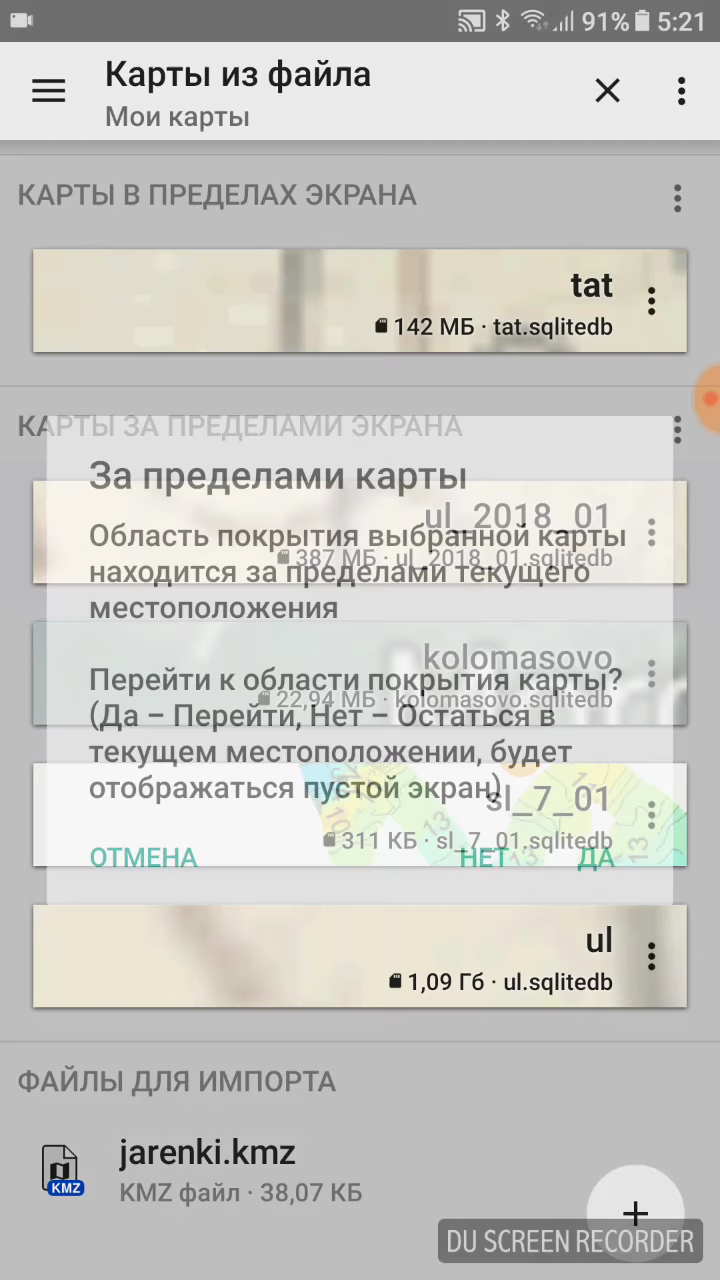 91% 5:21
Карты из файла
Мои карты
КАРТЫ В ПРЕДЕЛАХ ЭКРАНА
tat
142 МБ · tat.sqlitedb
КАРТЫ ЗА ПРЕДЕЛАМИ ЭКРАНА
За пределами карты
ul_2018_01
Область покрытия выбранной карты
387 МБ · ul_2018_01.sqlitedb
находится за пределами текущего
местоположения
kolomasovo
Перейти к области покрытия карты?
22,94 МБ · kolomasovo.sqlitedb
(Да – Перейти, Нет – Остаться в
текущем местоположении, будет
отображаться пустой экран)
sl_7_01
311 КБ · sl_7_01.sqlitedb
ОТМЕНА НЕТ ДА
ul
1,09 Гб · ul.sqlitedb
ФАЙЛЫ ДЛЯ ИМПОРТА
jarenki.kmz
KMZ
KMZ файл · 38,07 КБ
DU SCREEN RECORDER